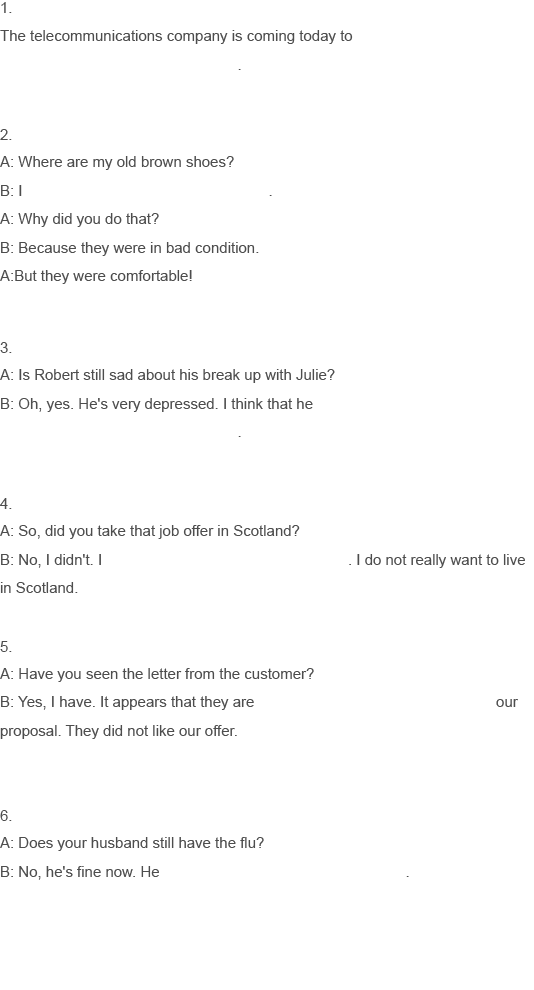 1.
The telecommunications company is coming today to
.
2.
A: Where are my old brown shoes?
B: I .
A: Why did you do that?
B: Because they were in bad condition.
A:But they were comfortable!
3.
A: Is Robert still sad about his break up with Julie?
B: Oh, yes. He's very depressed. I think that he
.
4.
A: So, did you take that job offer in Scotland?
B: No, I didn't. I . I do not really want to live
in Scotland.
5.
A: Have you seen the letter from the customer?
B: Yes, I have. It appears that they are our
proposal. They did not like our offer.
6.
A: Does your husband still have the flu?
B: No, he's fine now. He .